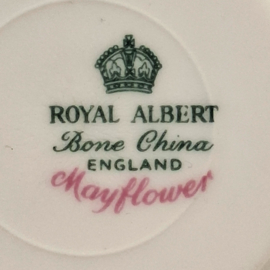 ROYAL ALBERT
Bone China
ENGLAND
Mayflower